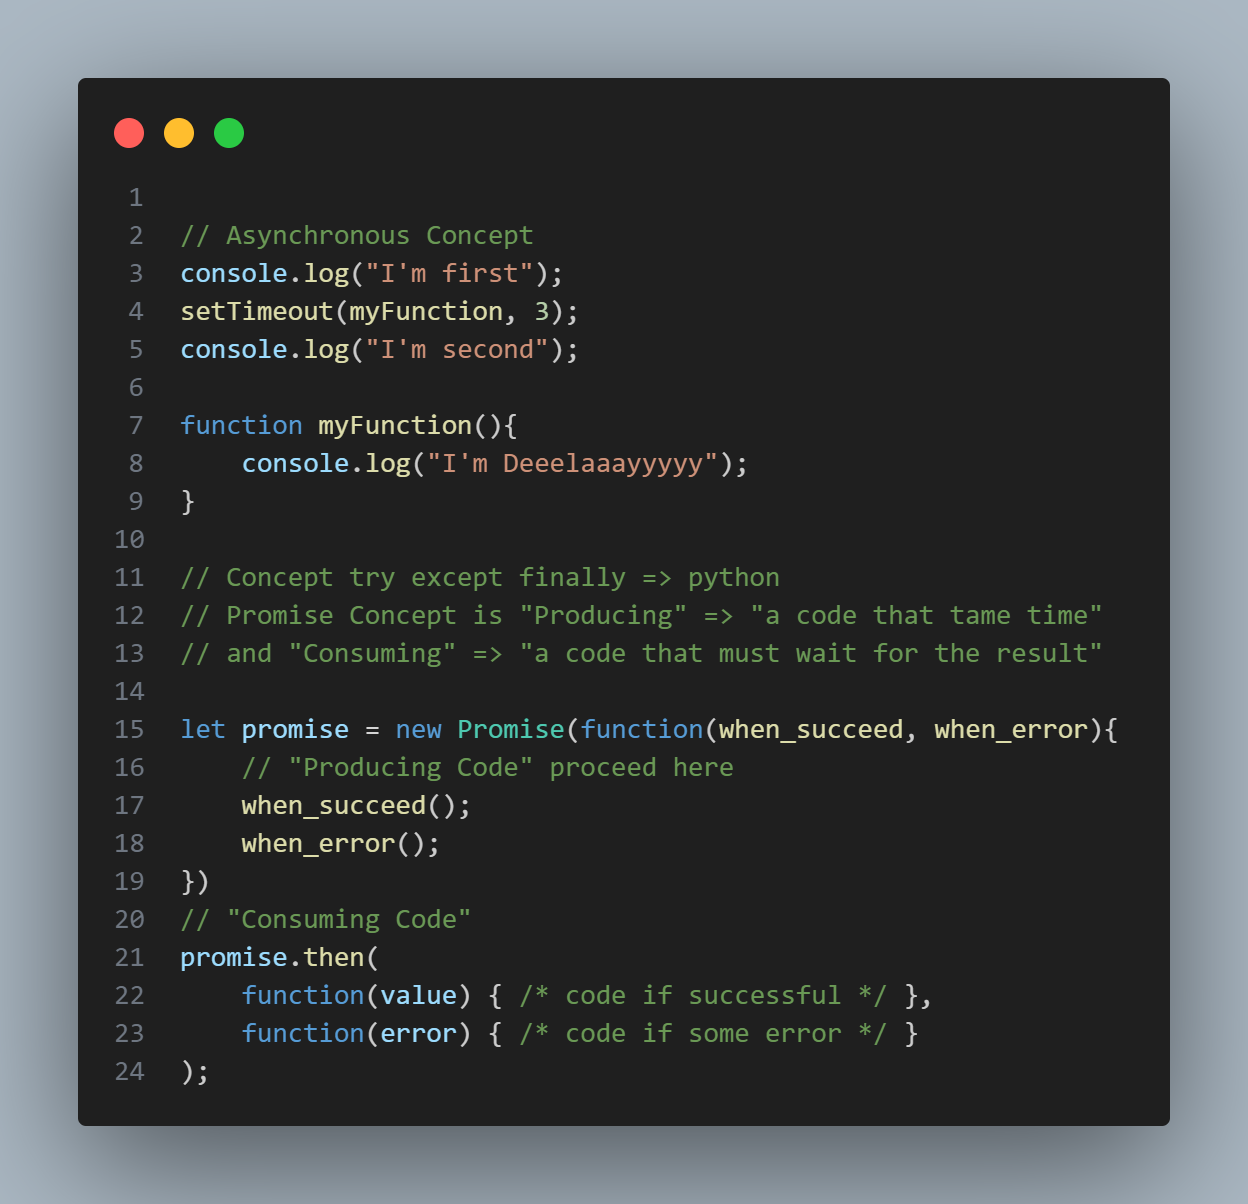 1
2 // Asynchronous Concept
3 console.log("I'm first");
4 setTimeout(myFunction, 3);
5 console.log("I'm second");
6
7 function myFunction(){
8     console.log("I'm Deeelaaayyyyy");
9 }
10
11 // Concept try except finally => python
12 // Promise Concept is "Producing" => "a code that tame time"
13 // and "Consuming" => "a code that must wait for the result"
14
15 let promise = new Promise(function(when_succeed, when_error){
16     // "Producing Code" proceed here
17     when_succeed();
18     when_error();
19 })
20 // "Consuming Code"
21 promise.then(
22     function(value) { /* code if successful */ },
23     function(error) { /* code if some error */ }
24 );